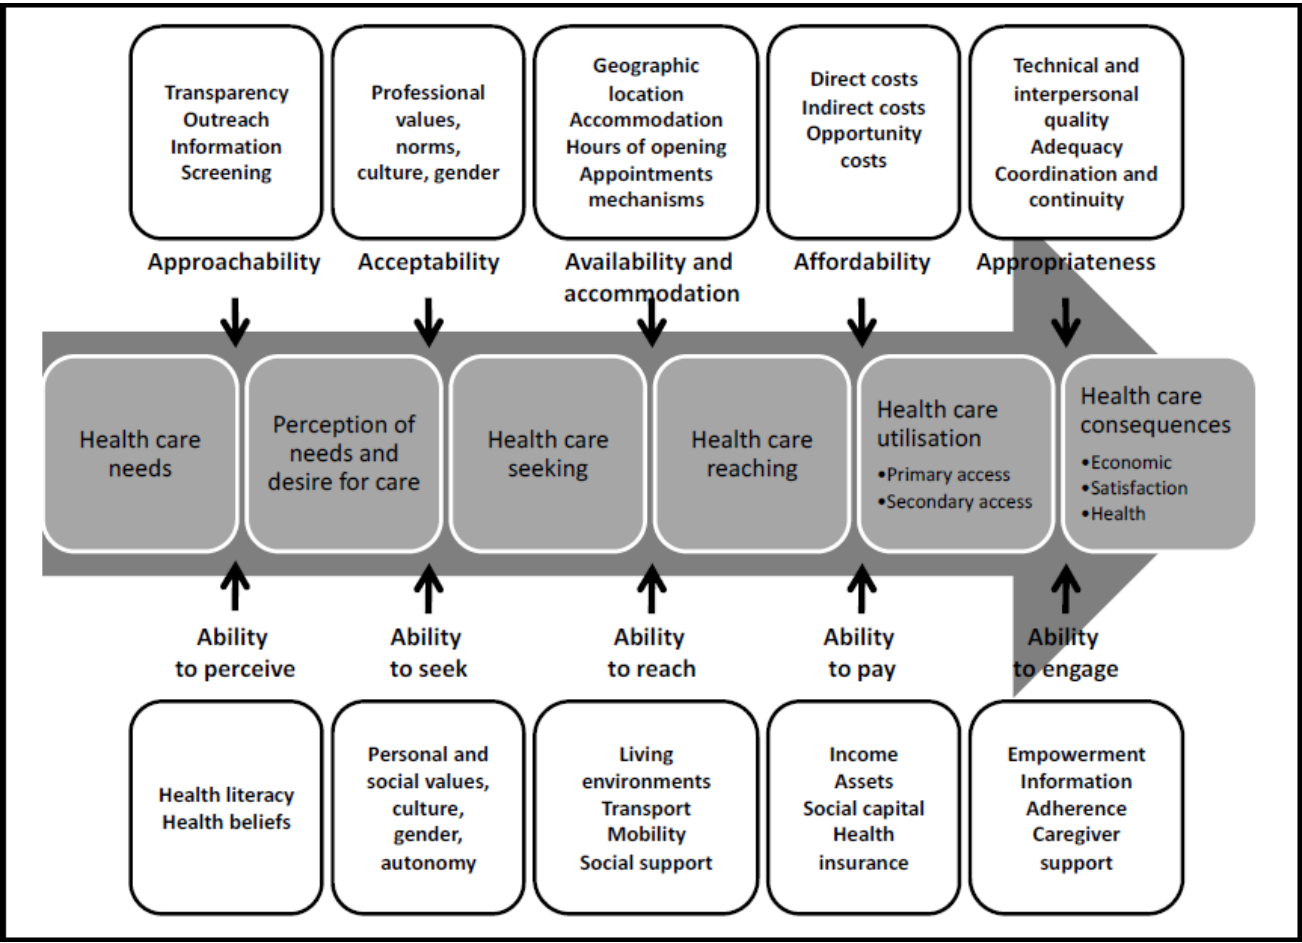 Transparency
Outreach
Information
Screening
Professional
values,
norms,
culture, gender
Geographic
location
Accommodation
Hours of opening
Appointments
mechanisms
Direct costs
Indirect costs
Opportunity
costs
Technical and
interpersonal
quality
Adequacy
Coordination and
continuity
Approachability
Acceptability
Availability and
accommodation
Affordability
Appropriateness
Health care
needs
Perception of
needs and
desire for care
Health care
seeking
Health care
reaching
Health care
utilisation
•Primary access
•Secondary access
Health care
consequences
•Economic
•Satisfaction
•Health
Ability
to perceive
Ability
to seek
Ability
to reach
Ability
to pay
Ability
to engage
Health literacy
Health beliefs
Personal and
social values,
culture,
gender,
autonomy
Living
environments
Transport
Mobility
Social support
Income
Assets
Social capital
Health
insurance
Empowerment
Information
Adherence
Caregiver
support